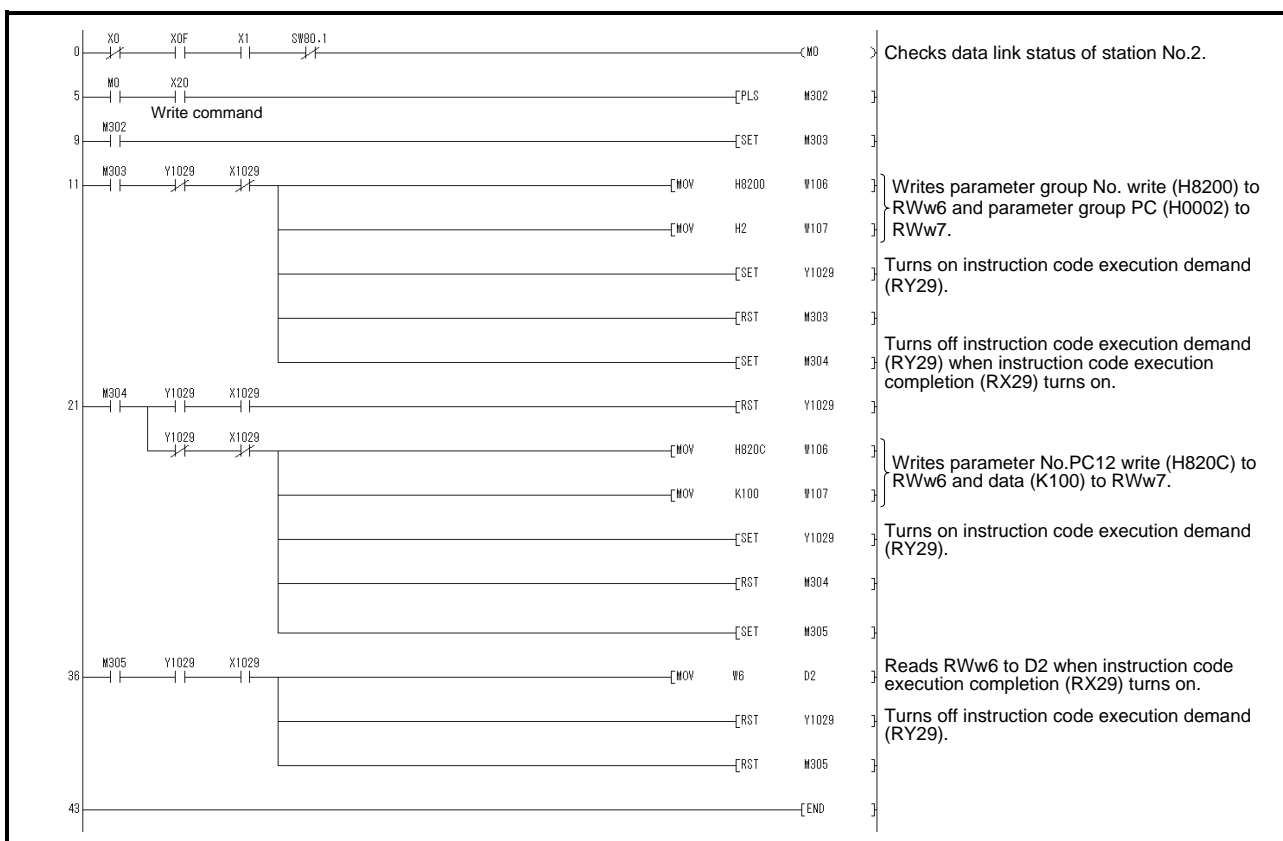 X0 X0F X1 SW80.1
0 (M0 ) Checks data link status of station No.2.
M0 X20
5 [PLS M302 ]
Write command
M302
9 [SET M303 ]
M303 Y1029 X1029
11 [MOV H8200 W106 ] Writes parameter group No. write (H8200) to
RWw6 and parameter group PC (H0002) to
[MOV H2 W107 ] RWw7.
[SET Y1029 ] Turns on instruction code execution demand
(RY29).
[RST M303 ]
Turns off instruction code execution demand
[SET M304 ] (RY29) when instruction code execution
completion (RX29) turns on.
M304 Y1029 X1029
21 [RST Y1029 ]
Y1029 X1029
[MOV H820C W106 ]
Writes parameter No.PC12 write (H820C) to
RWw6 and data (K100) to RWw7.
[MOV K100 W107 ]
[SET Y1029 ] Turns on instruction code execution demand
(RY29).
[RST M304 ]
[SET M305 ]
M305 Y1029 X1029
36 [MOV W6 D2 ] Reads RWw6 to D2 when instruction code
execution completion (RX29) turns on.
[RST Y1029 ] Turns off instruction code execution demand
(RY29).
[RST M305 ]
43 [END ]